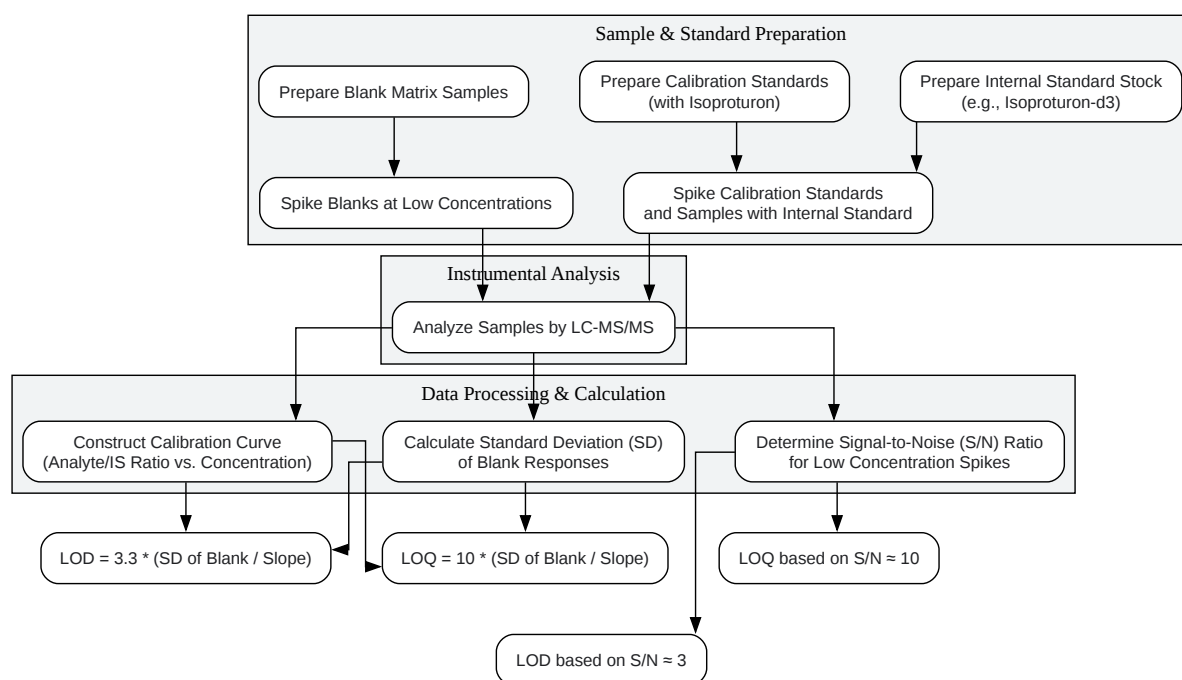 Sample & Standard Preparation
Prepare Blank Matrix Samples
Prepare Calibration Standards
(with Isoproturon)
Prepare Internal Standard Stock
(e.g., Isoproturon-d3)
Spike Blanks at Low Concentrations
Spike Calibration Standards
and Samples with Internal Standard
Instrumental Analysis
Analyze Samples by LC-MS/MS
Data Processing & Calculation
Construct Calibration Curve
(Analyte/IS Ratio vs. Concentration)
Calculate Standard Deviation (SD)
of Blank Responses
Determine Signal-to-Noise (S/N) Ratio
for Low Concentration Spikes
LOD = 3.3 * (SD of Blank / Slope)
LOQ = 10 * (SD of Blank / Slope)
LOQ based on S/N ≈ 10
LOD based on S/N ≈ 3